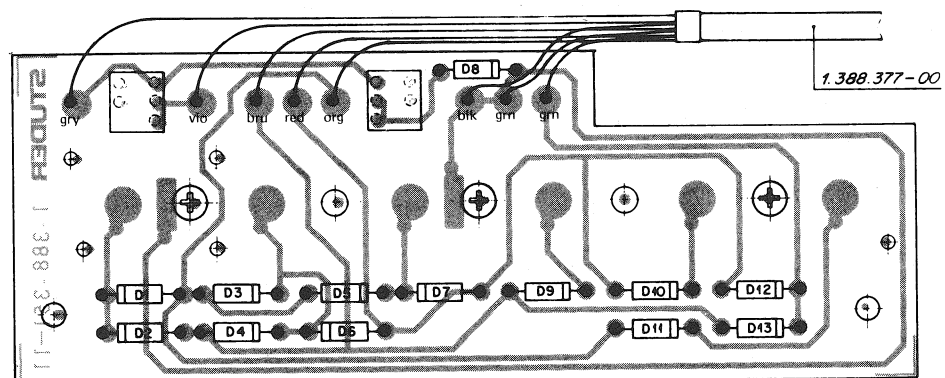 D8
1.388.377-00
gry
vio
bru
red
org
blk
grn
grn
STUDER
D1
D3
D5
D7
D9
D10
D12
D2
D4
D6
D11
D13